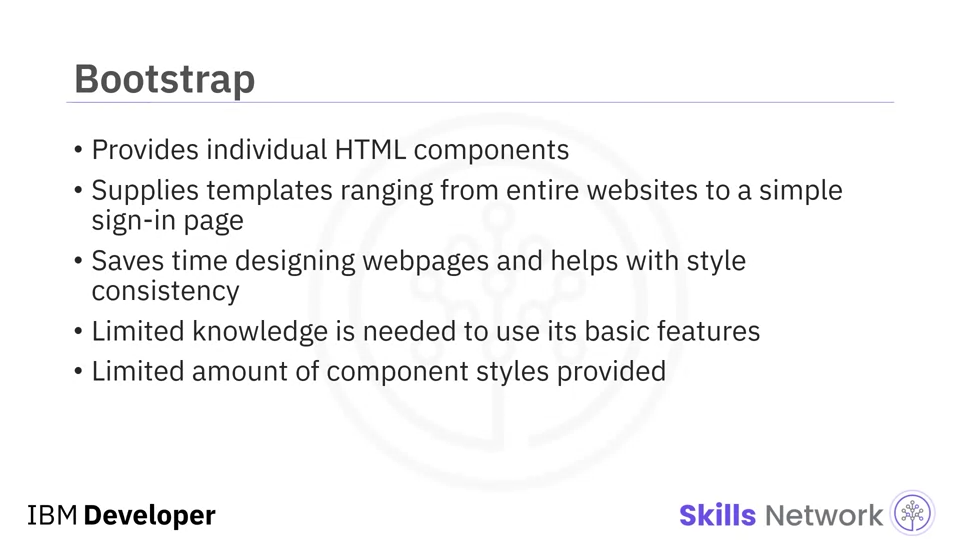 Bootstrap
• Provides individual HTML components
• Supplies templates ranging from entire websites to a simple
sign-in page
• Saves time designing webpages and helps with style
consistency
• Limited knowledge is needed to use its basic features
• Limited amount of component styles provided
IBM Developer
Skills Network